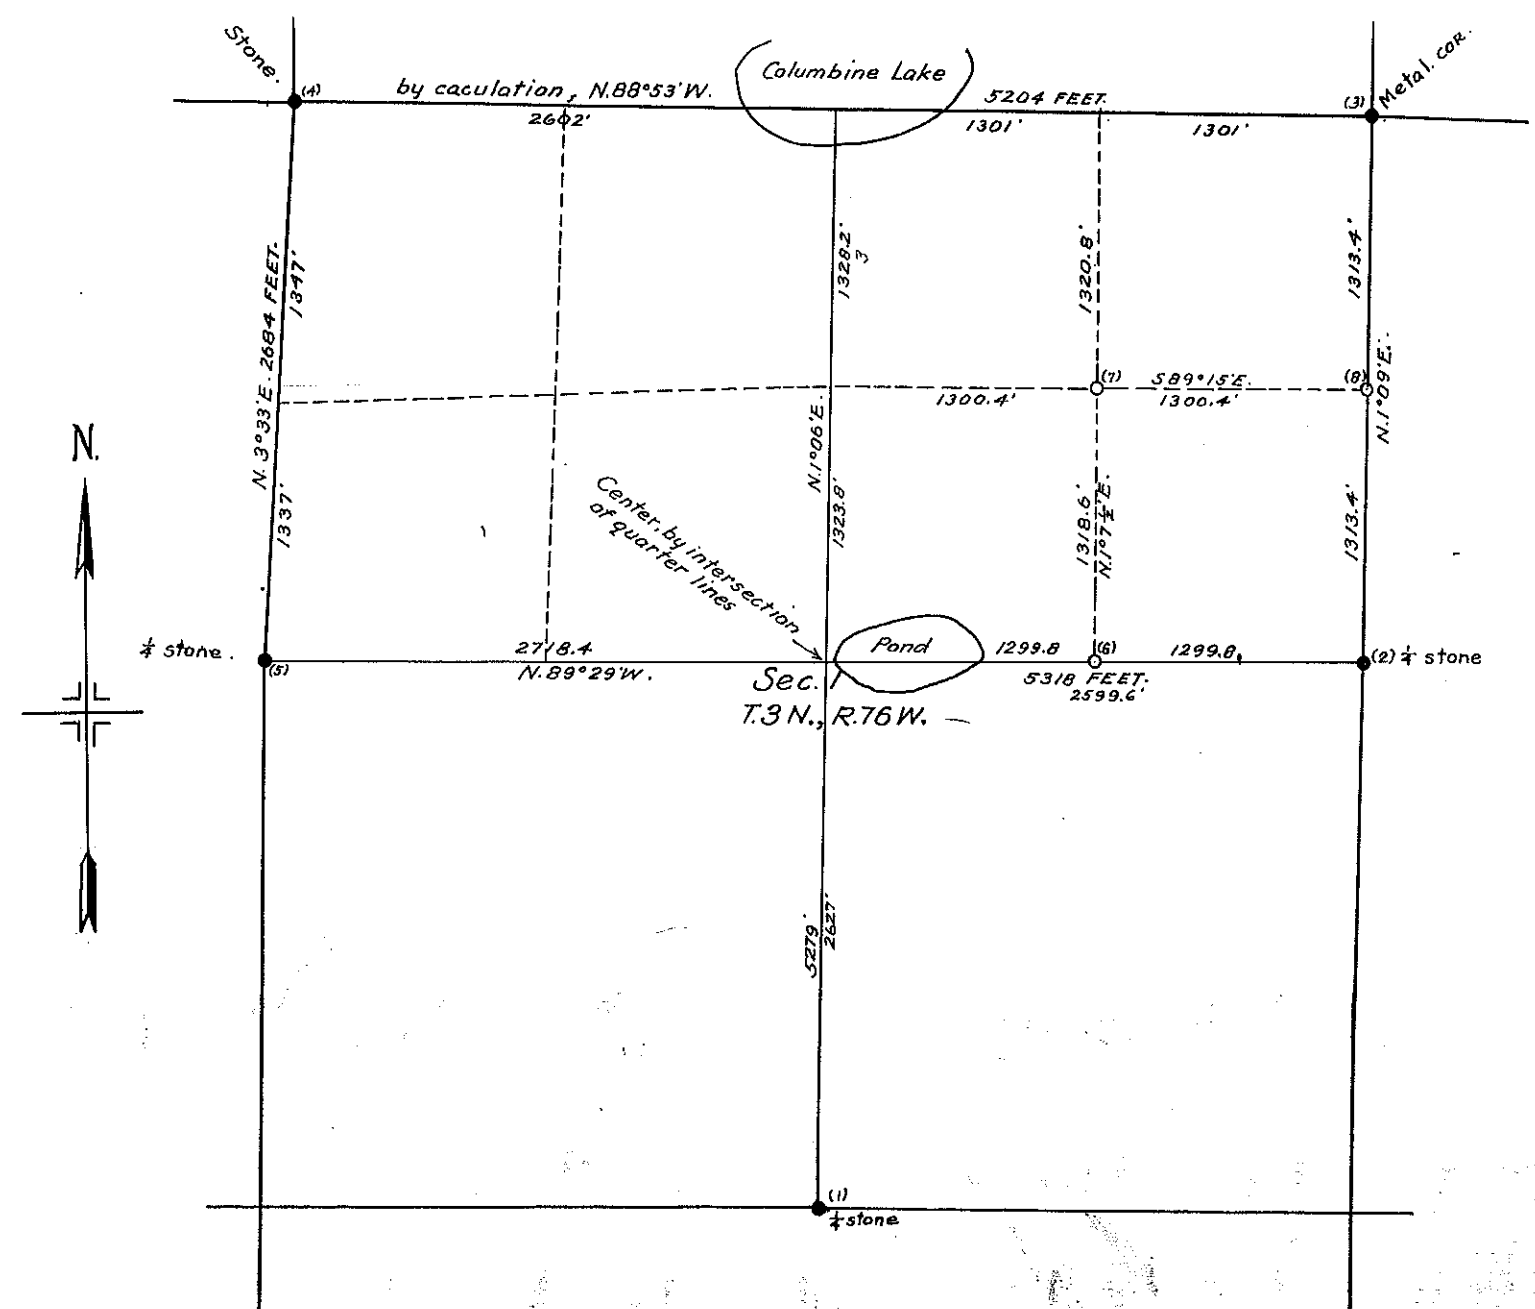 Stone.
(4)
by caculation, N.88°53'W.
2602'
Columbine Lake
5204 FEET.
1301'
1301'
(3)
Metal. cor.
N. 3°33'E. 2684 FEET.
1347'
1337'
1328.2'
3
1320.8'
1313.4'
(7)
S89°15'E.
(8)
1300.4'
1300.4'
N.1°09'E.
N.
N.1°06'E.
1323.8'
1318.6'
N.1°7½'E.
1313.4'
Center, by intersection
of quarter lines
¼ stone.
(5)
2718.4
N.89°29'W.
Pond
1299.8
(6)
1299.8
(2) ¼ stone
Sec. 1
5318 FEET.
2599.6'
T.3 N., R.76 W.
5279'
2627'
(1)
¼ stone